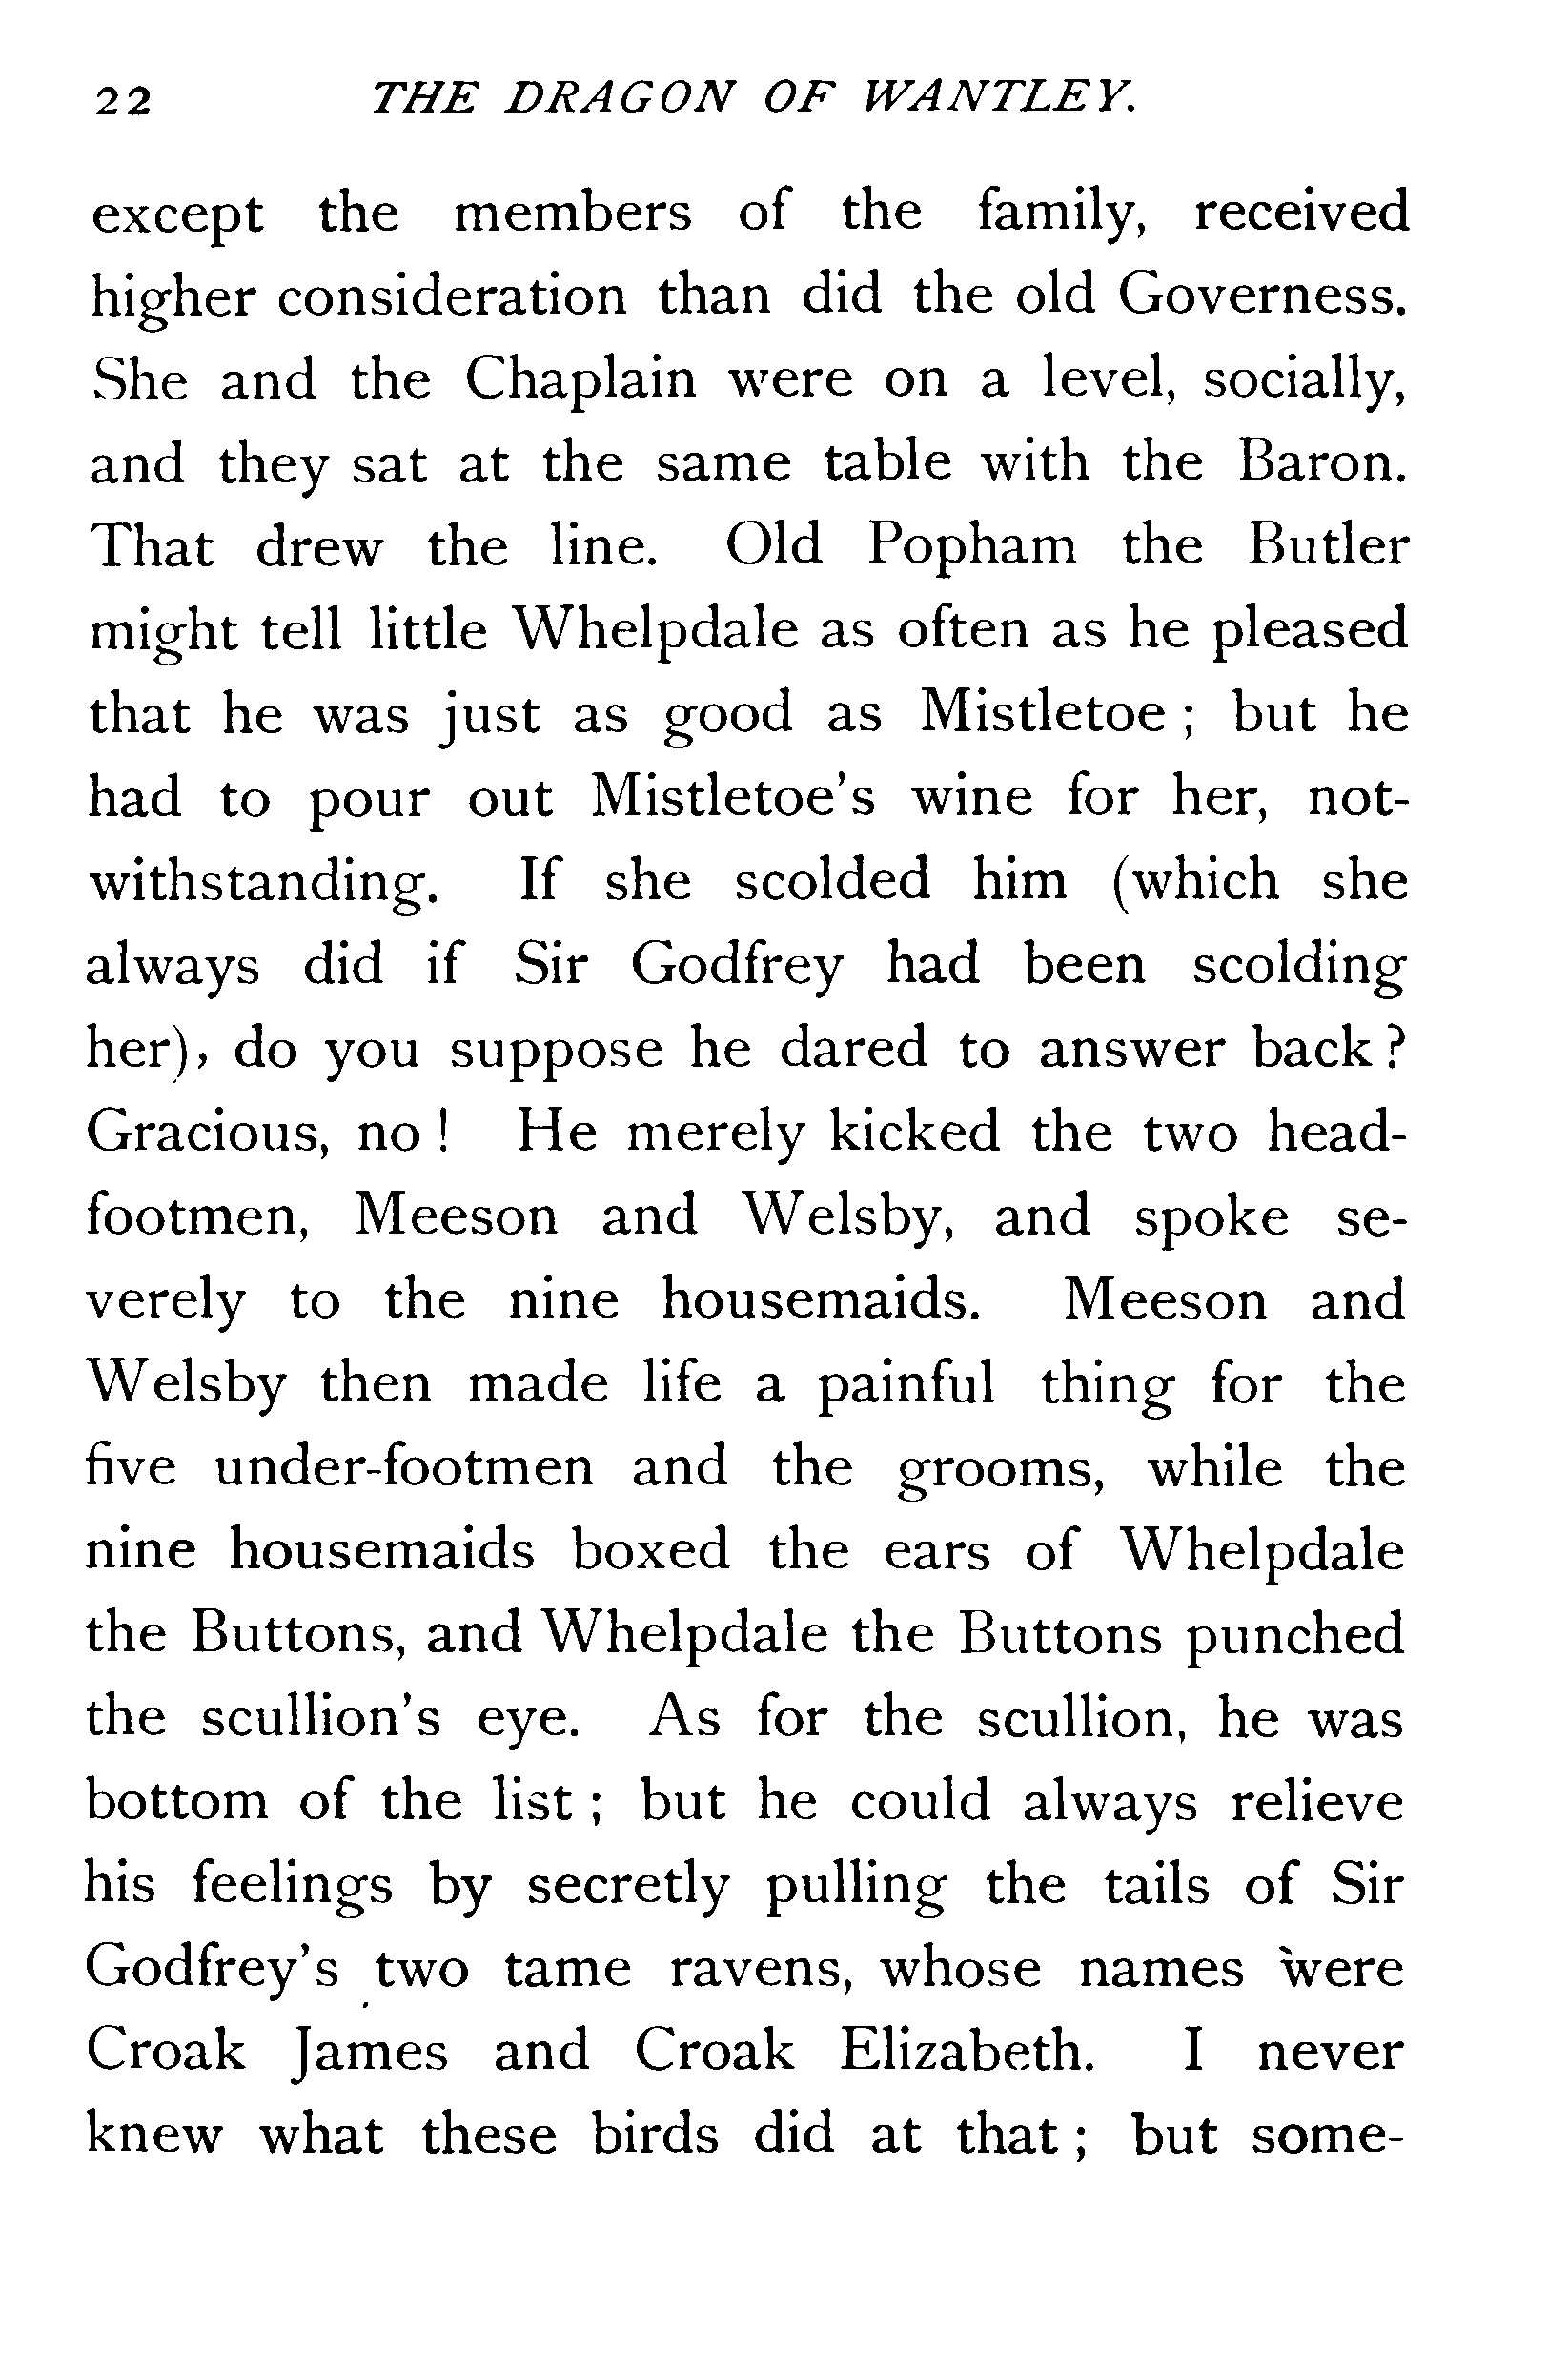 22 THE DRAGON OF WANTLEY.
except the members of the family, received
higher consideration than did the old Governess.
She and the Chaplain were on a level, socially,
and they sat at the same table with the Baron.
That drew the line. Old Popham the Butler
might tell little Whelpdale as often as he pleased
that he was just as good as Mistletoe ; but he
had to pour out Mistletoe's wine for her, not-
withstanding. If she scolded him (which she
always did if Sir Godfrey had been scolding
her), do you suppose he dared to answer back ?
Gracious, no ! He merely kicked the two head-
footmen, Meeson and Welsby, and spoke se-
verely to the nine housemaids. Meeson and
Welsby then made life a painful thing for the
five under-footmen and the grooms, while the
nine housemaids boxed the ears of Whelpdale
the Buttons, and Whelpdale the Buttons punched
the scullion's eye. As for the scullion, he was
bottom of the list ; but he could always relieve
his feelings by secretly pulling the tails of Sir
Godfrey's two tame ravens, whose names were
Croak James and Croak Elizabeth. I never
knew what these birds did at that ; but some-